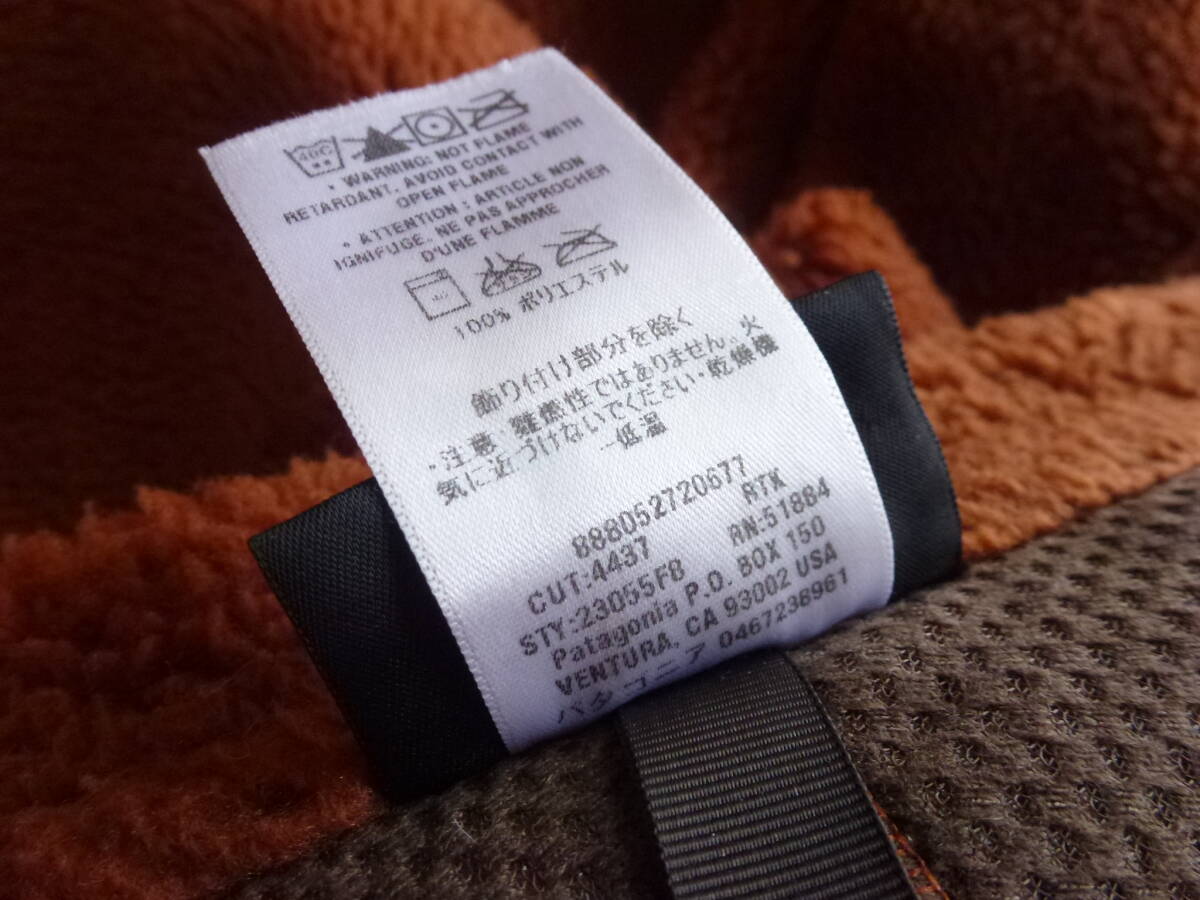 40C
• WARNING: NOT FLAME
RETARDANT. AVOID CONTACT WITH
OPEN FLAME
• ATTENTION : ARTICLE NON
IGNIFUGE. NE PAS APPROCHER
D'UNE FLAMME
100% ポリエステル
飾り付け部分を除く
・注意：難燃性ではありません。火
気に近づけないでください・乾燥機
－低温
888052720677
CUT:4437 RTK
STY:23055F8 RN:51884
Patagonia P.O. BOX 150
VENTURA, CA 93002 USA
パタゴニア 0467238961